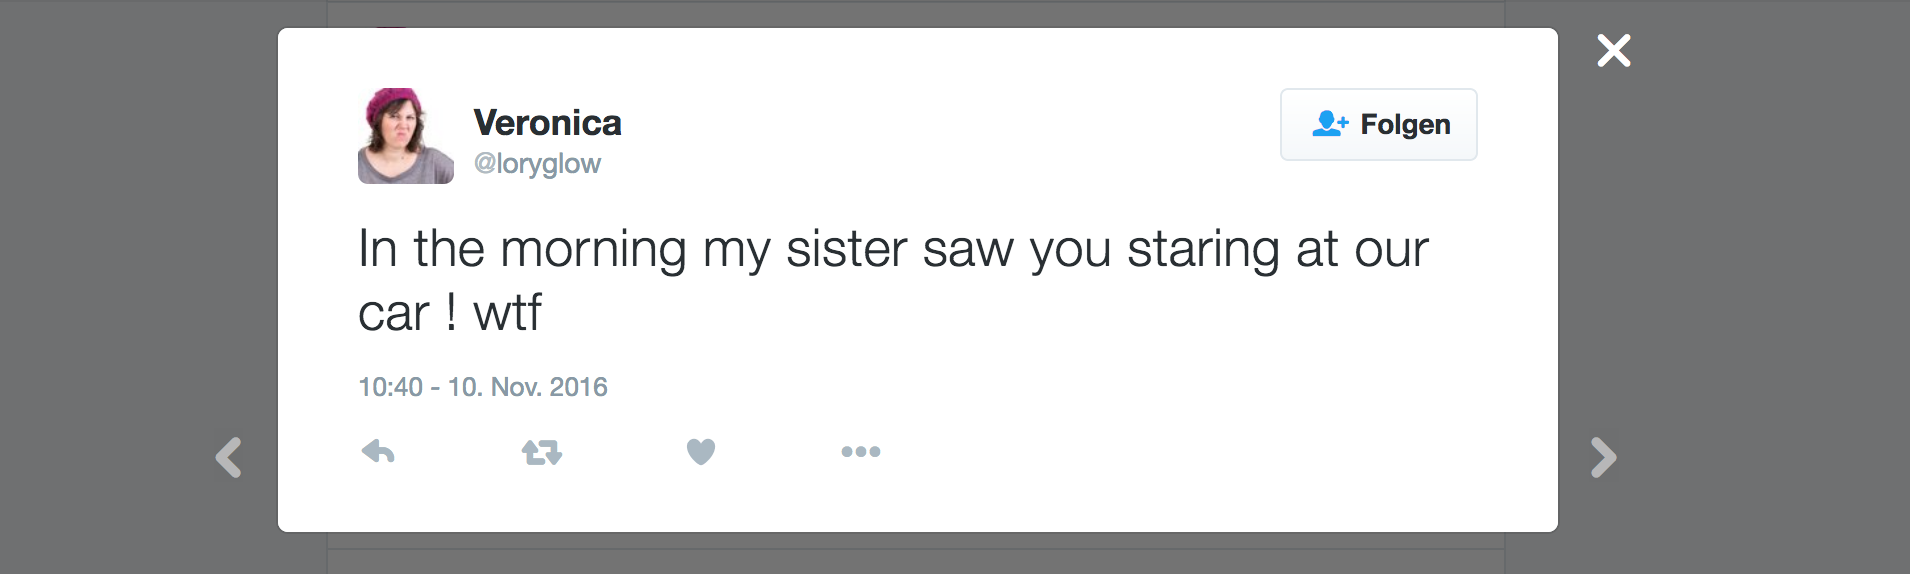 Veronica
@loryglow
Folgen
In the morning my sister saw you staring at our
car ! wtf
10:40 - 10. Nov. 2016